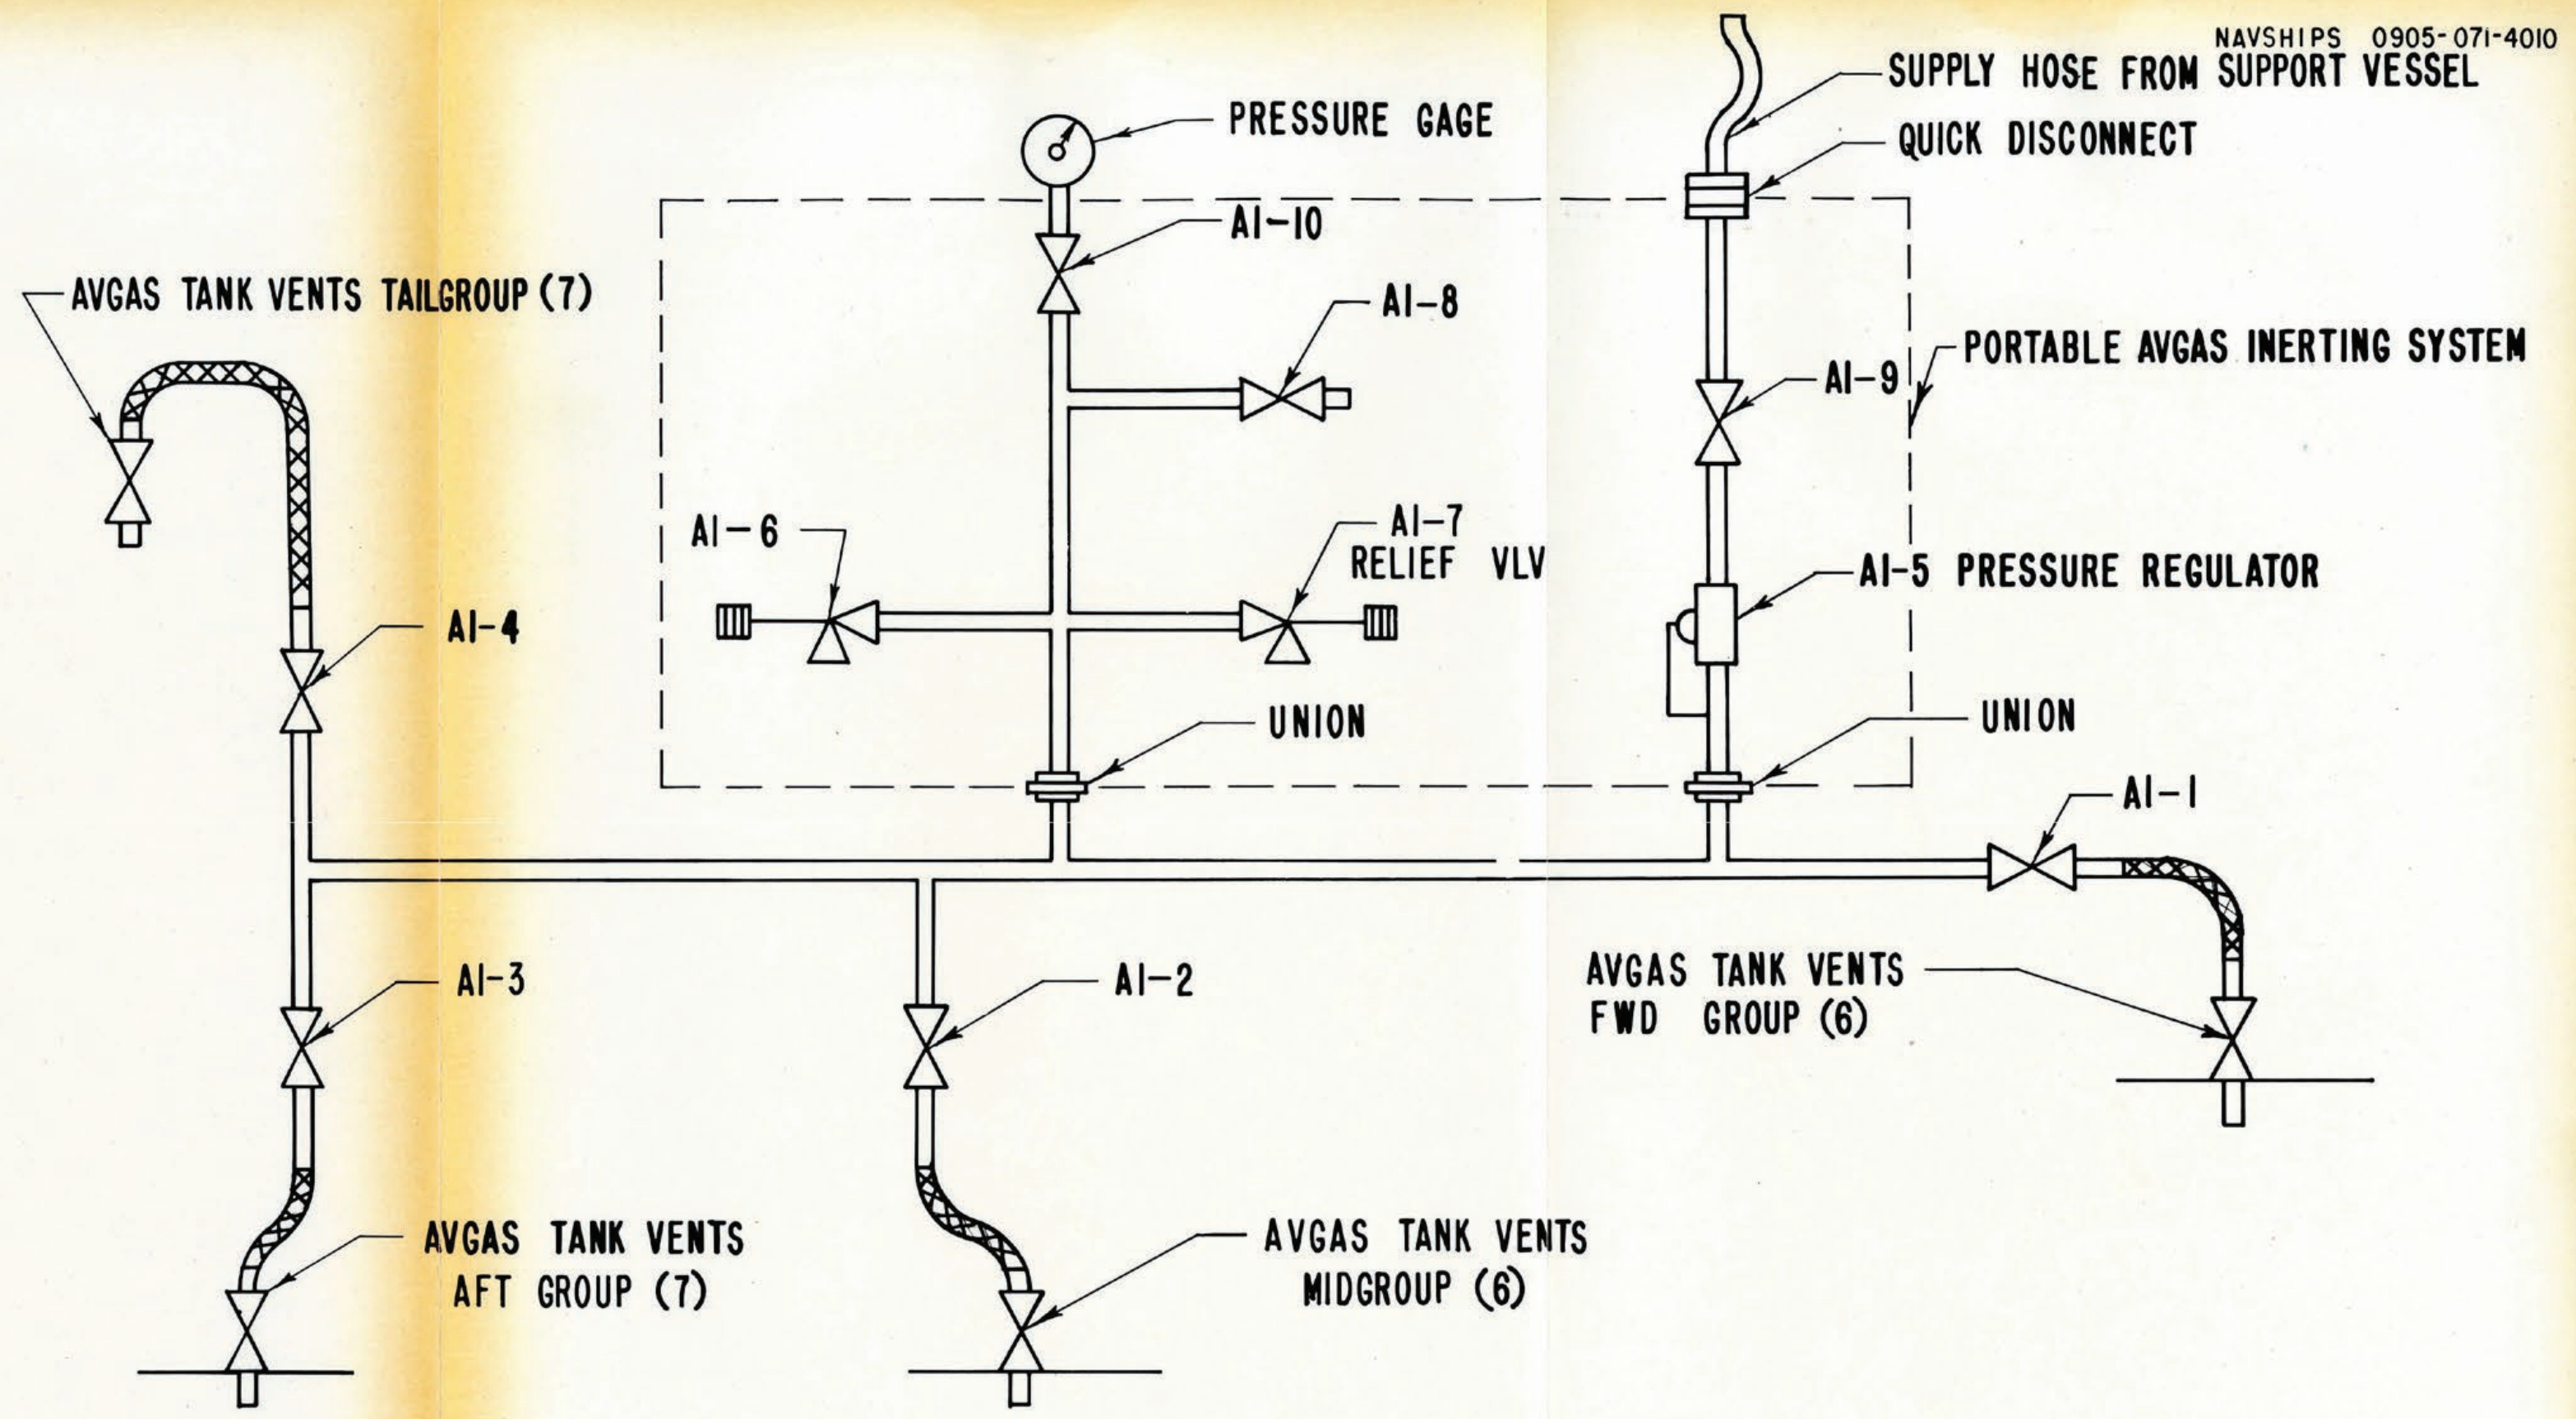 NAVSHIPS 0905-071-4010
SUPPLY HOSE FROM SUPPORT VESSEL
PRESSURE GAGE
QUICK DISCONNECT
AI-10
AVGAS TANK VENTS TAILGROUP (7)
AI-8
PORTABLE AVGAS INERTING SYSTEM
AI-9
AI-6
AI-7
RELIEF VLV
AI-5 PRESSURE REGULATOR
AI-4
UNION
UNION
AI-1
AI-3
AI-2
AVGAS TANK VENTS
FWD GROUP (6)
AVGAS TANK VENTS
AFT GROUP (7)
AVGAS TANK VENTS
MIDGROUP (6)